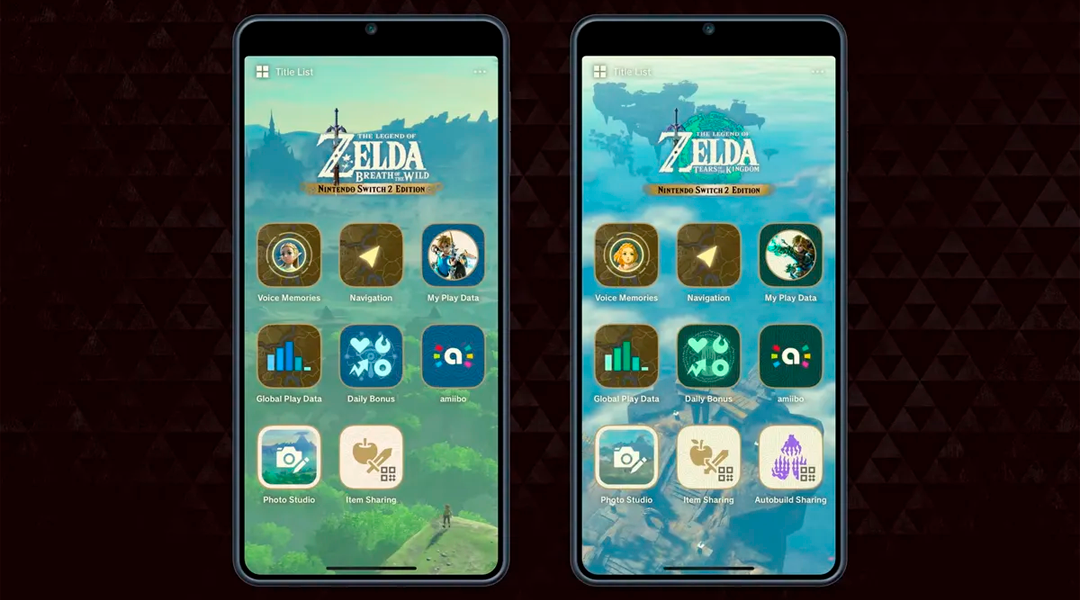 Title List
THE LEGEND OF
ZELDA
BREATH OF THE WILD
NINTENDO SWITCH 2 EDITION
Voice Memories
Navigation
My Play Data
Global Play Data
Daily Bonus
a
amiibo
Photo Studio
Item Sharing
Title List
THE LEGEND OF
ZELDA
TEARS OF THE KINGDOM
NINTENDO SWITCH 2 EDITION
Voice Memories
Navigation
My Play Data
Global Play Data
Daily Bonus
a
amiibo
Photo Studio
Item Sharing
Autobuild Sharing